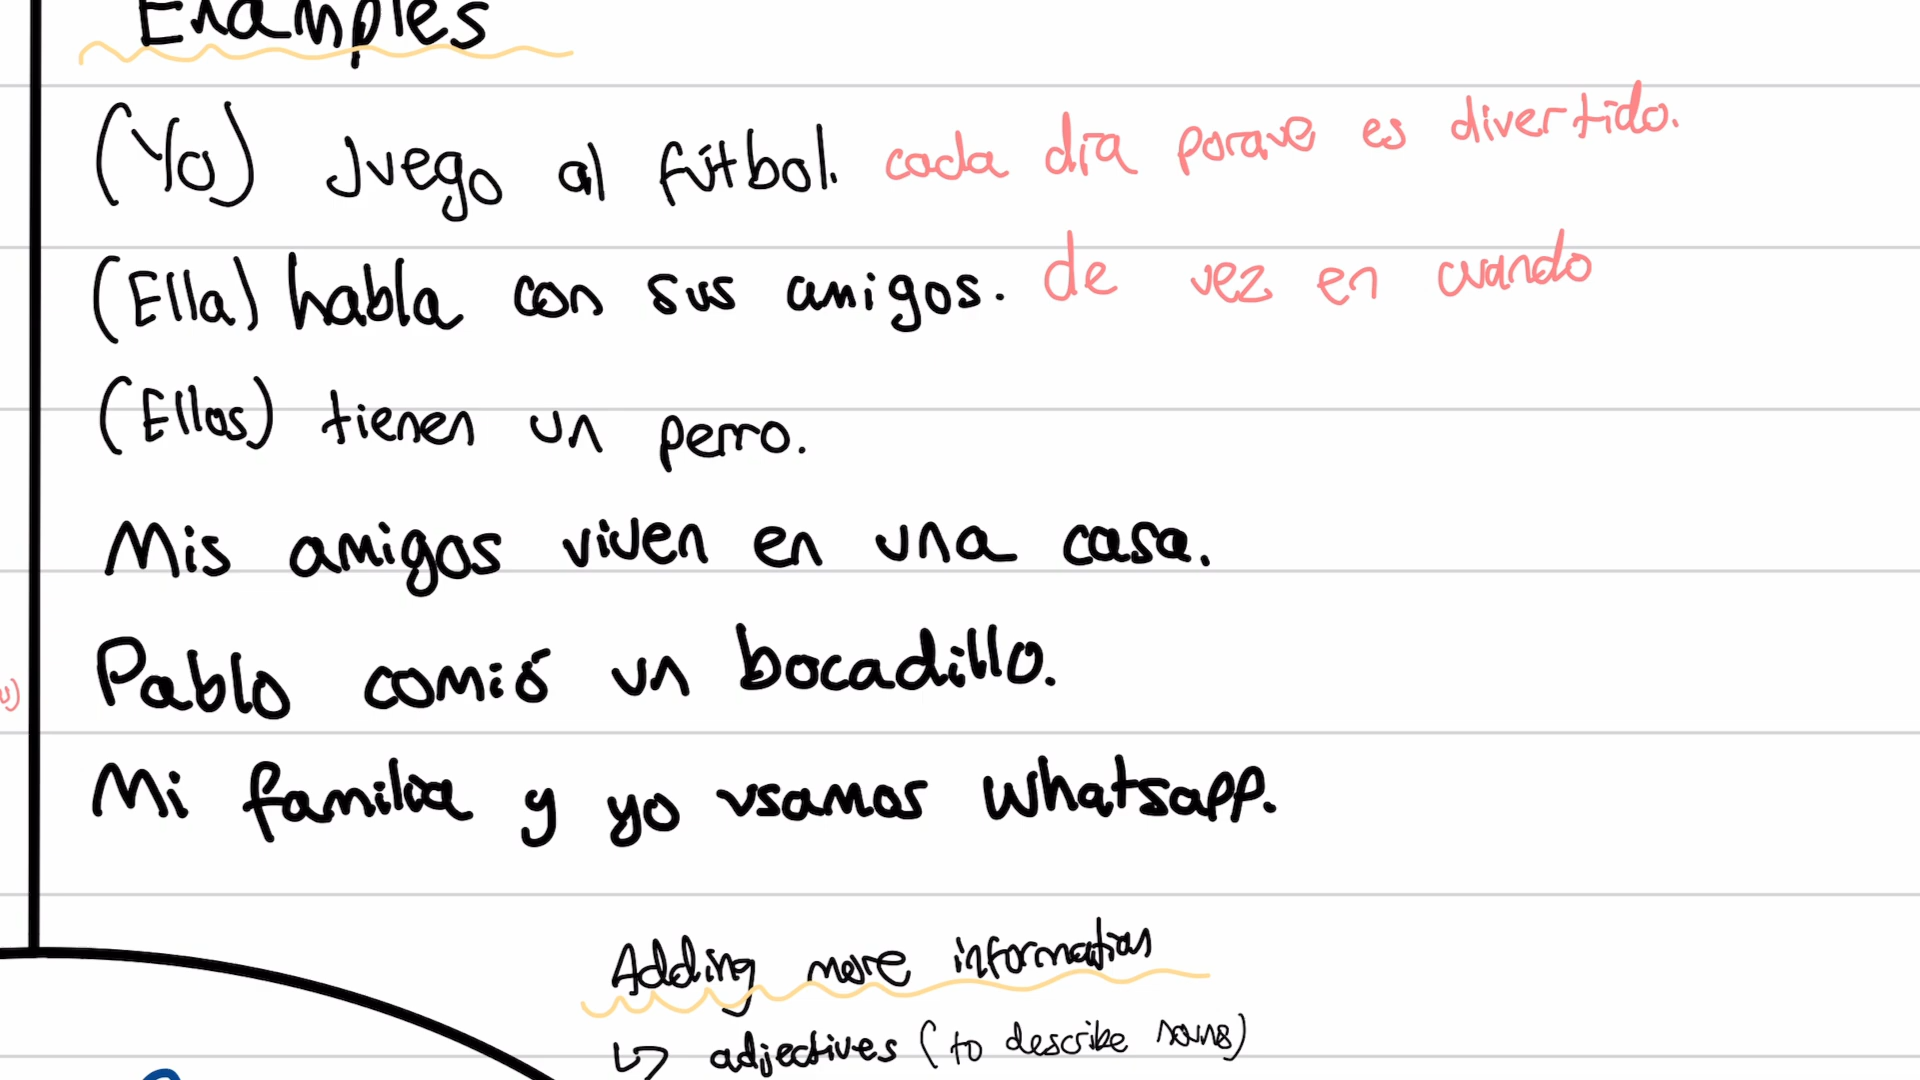 Examples
(Yo) Juego al fútbol. cada día porque es divertido.
(Ella) habla con sus amigos. de vez en cuando
(Ellos) tienen un perro.
Mis amigos viven en una casa.
Pablo comió un bocadillo.
Mi familia y yo usamos whatsapp.
Adding more information
↳ adjectives (to describe nouns)